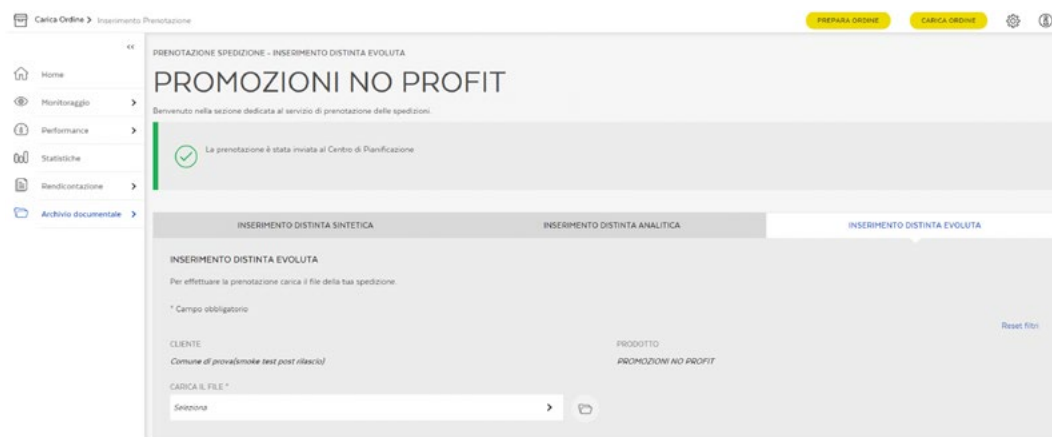 Carica Ordine > Inserimento Prenotazione
PREPARA ORDINE
CARICA ORDINE
<<
Home
Monitoraggio >
Performance >
Statistiche
Rendicontazione >
Archivio documentale >
PRENOTAZIONE SPEDIZIONE - INSERIMENTO DISTINTA EVOLUTA
PROMOZIONI NO PROFIT
Benvenuto nella sezione dedicata al servizio di prenotazione delle spedizioni.
La prenotazione è stata inviata al Centro di Pianificazione
INSERIMENTO DISTINTA SINTETICA
INSERIMENTO DISTINTA ANALITICA
INSERIMENTO DISTINTA EVOLUTA
INSERIMENTO DISTINTA EVOLUTA
Per effettuare la prenotazione carica il file della tua spedizione.
* Campo obbligatorio
Reset filtri
CLIENTE
Comune di prova(smoke test post rilascio)
PRODOTTO
PROMOZIONI NO PROFIT
CARICA IL FILE *
Seleziona >